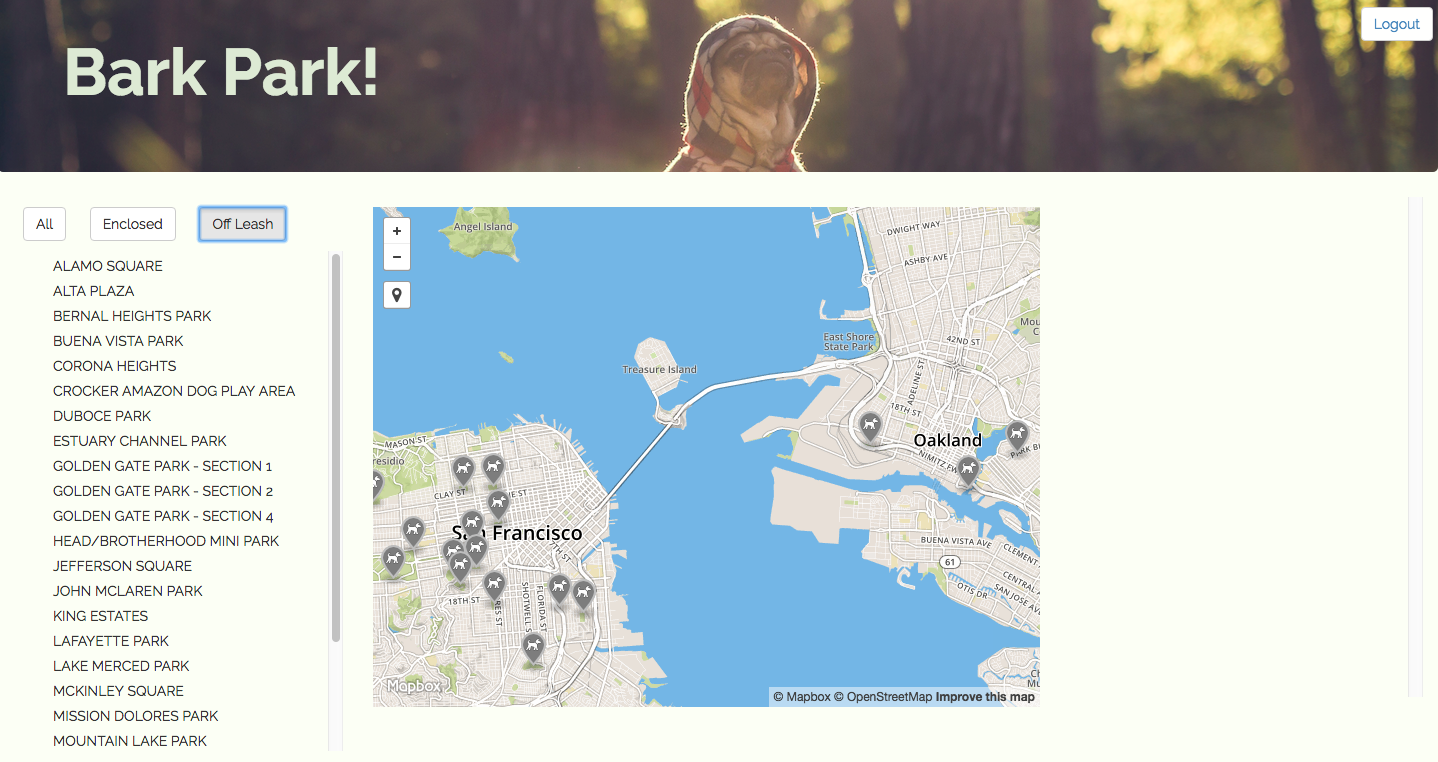 Bark Park!
Logout
All
Enclosed
Off Leash
ALAMO SQUARE
ALTA PLAZA
BERNAL HEIGHTS PARK
BUENA VISTA PARK
CORONA HEIGHTS
CROCKER AMAZON DOG PLAY AREA
DUBOCE PARK
ESTUARY CHANNEL PARK
GOLDEN GATE PARK - SECTION 1
GOLDEN GATE PARK - SECTION 2
GOLDEN GATE PARK - SECTION 4
HEAD/BROTHERHOOD MINI PARK
JEFFERSON SQUARE
JOHN MCLAREN PARK
KING ESTATES
LAFAYETTE PARK
LAKE MERCED PARK
MCKINLEY SQUARE
MISSION DOLORES PARK
MOUNTAIN LAKE PARK
+
−
Angel Island
DWIGHT WAY
ASHBY AVE
East Shore
State Park
42ND ST
ADELINE ST
Treasure Island
18TH ST
Oakland
NIMITZ FWY
MASON ST
CLAY ST
San Francisco
7TH ST
18TH ST
FLORIDA ST
SHOTWELL S
BUENA VISTA AVE
CLEMENT
61
CENTRAL
OTIS DR
SAN JOSE AVE
Mapbox
© Mapbox © OpenStreetMap Improve this map